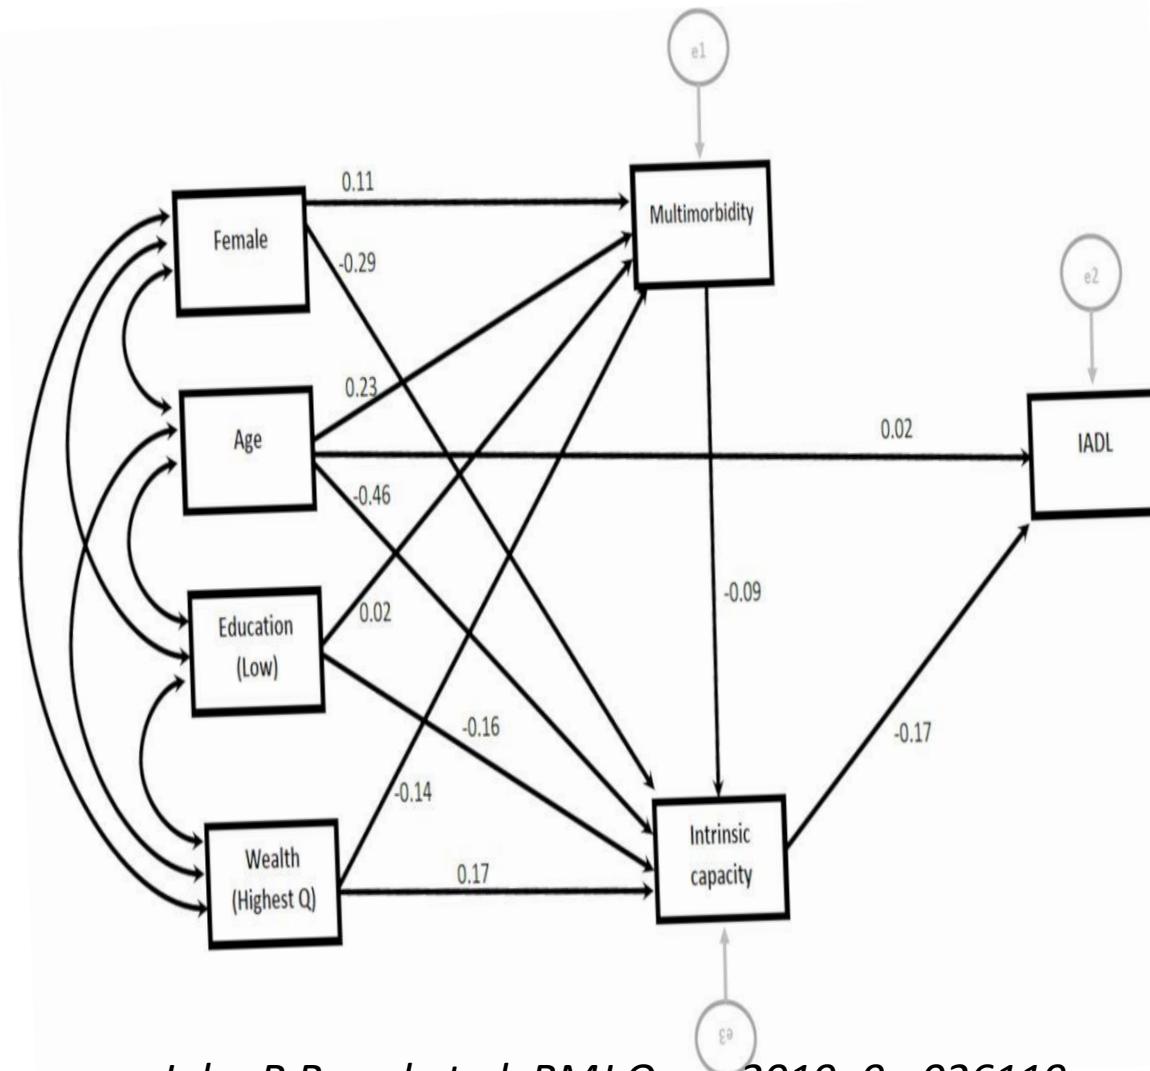 e1
0.11
Multimorbidity
Female
-0.29
e2
0.23
Age
0.02
IADL
-0.46
-0.09
0.02
Education
(Low)
-0.16
-0.17
-0.14
Intrinsic
capacity
Wealth
(Highest Q)
0.17
e3